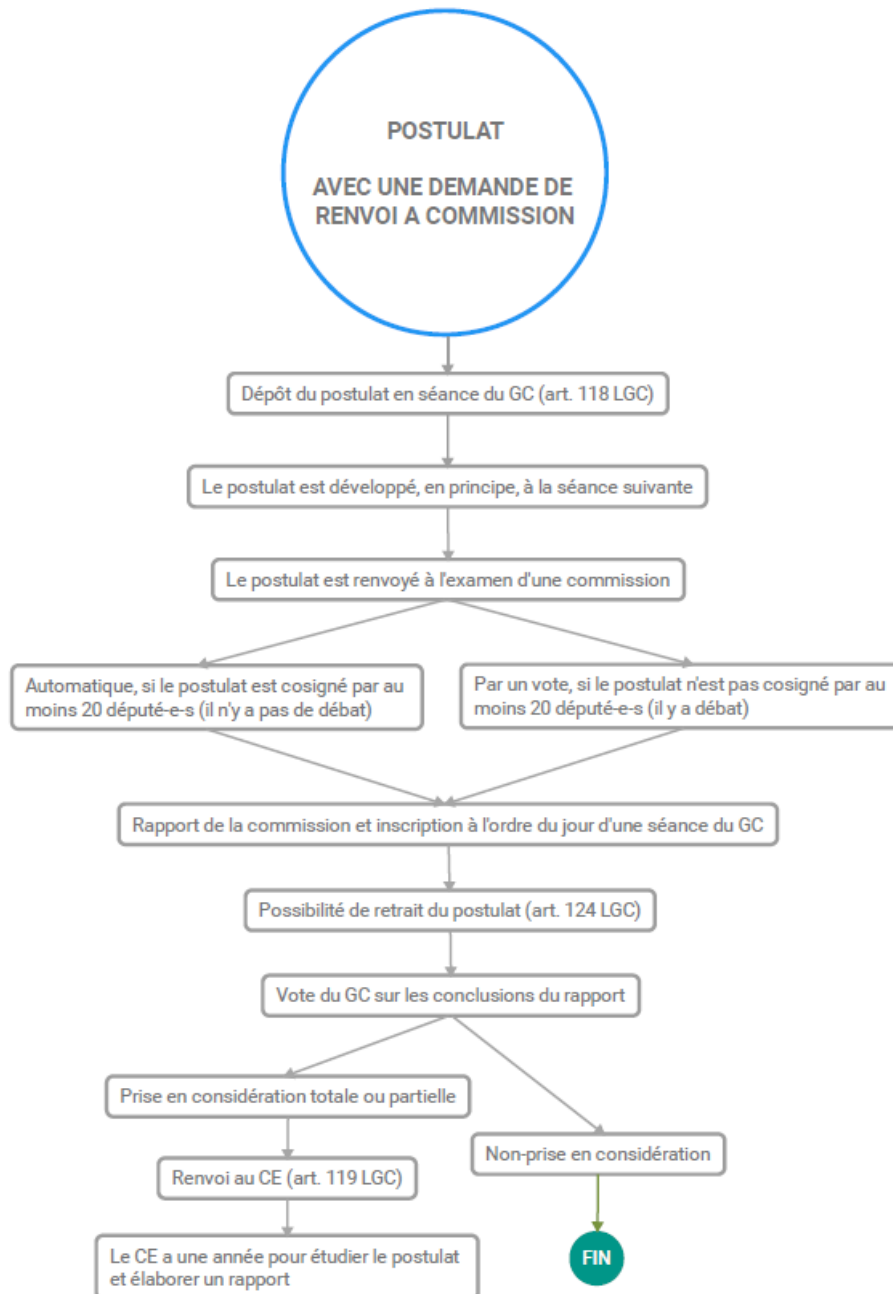 POSTULAT
AVEC UNE DEMANDE DE
RENVOI A COMMISSION
Dépôt du postulat en séance du GC (art. 118 LGC)
Le postulat est développé, en principe, à la séance suivante
Le postulat est renvoyé à l'examen d'une commission
Automatique, si le postulat est cosigné par au
moins 20 député-e-s (il n'y a pas de débat)
Par un vote, si le postulat n'est pas cosigné par au
moins 20 député-e-s (il y a débat)
Rapport de la commission et inscription à l'ordre du jour d'une séance du GC
Possibilité de retrait du postulat (art. 124 LGC)
Vote du GC sur les conclusions du rapport
Prise en considération totale ou partielle
Non-prise en considération
Renvoi au CE (art. 119 LGC)
Le CE a une année pour étudier le postulat
et élaborer un rapport
FIN